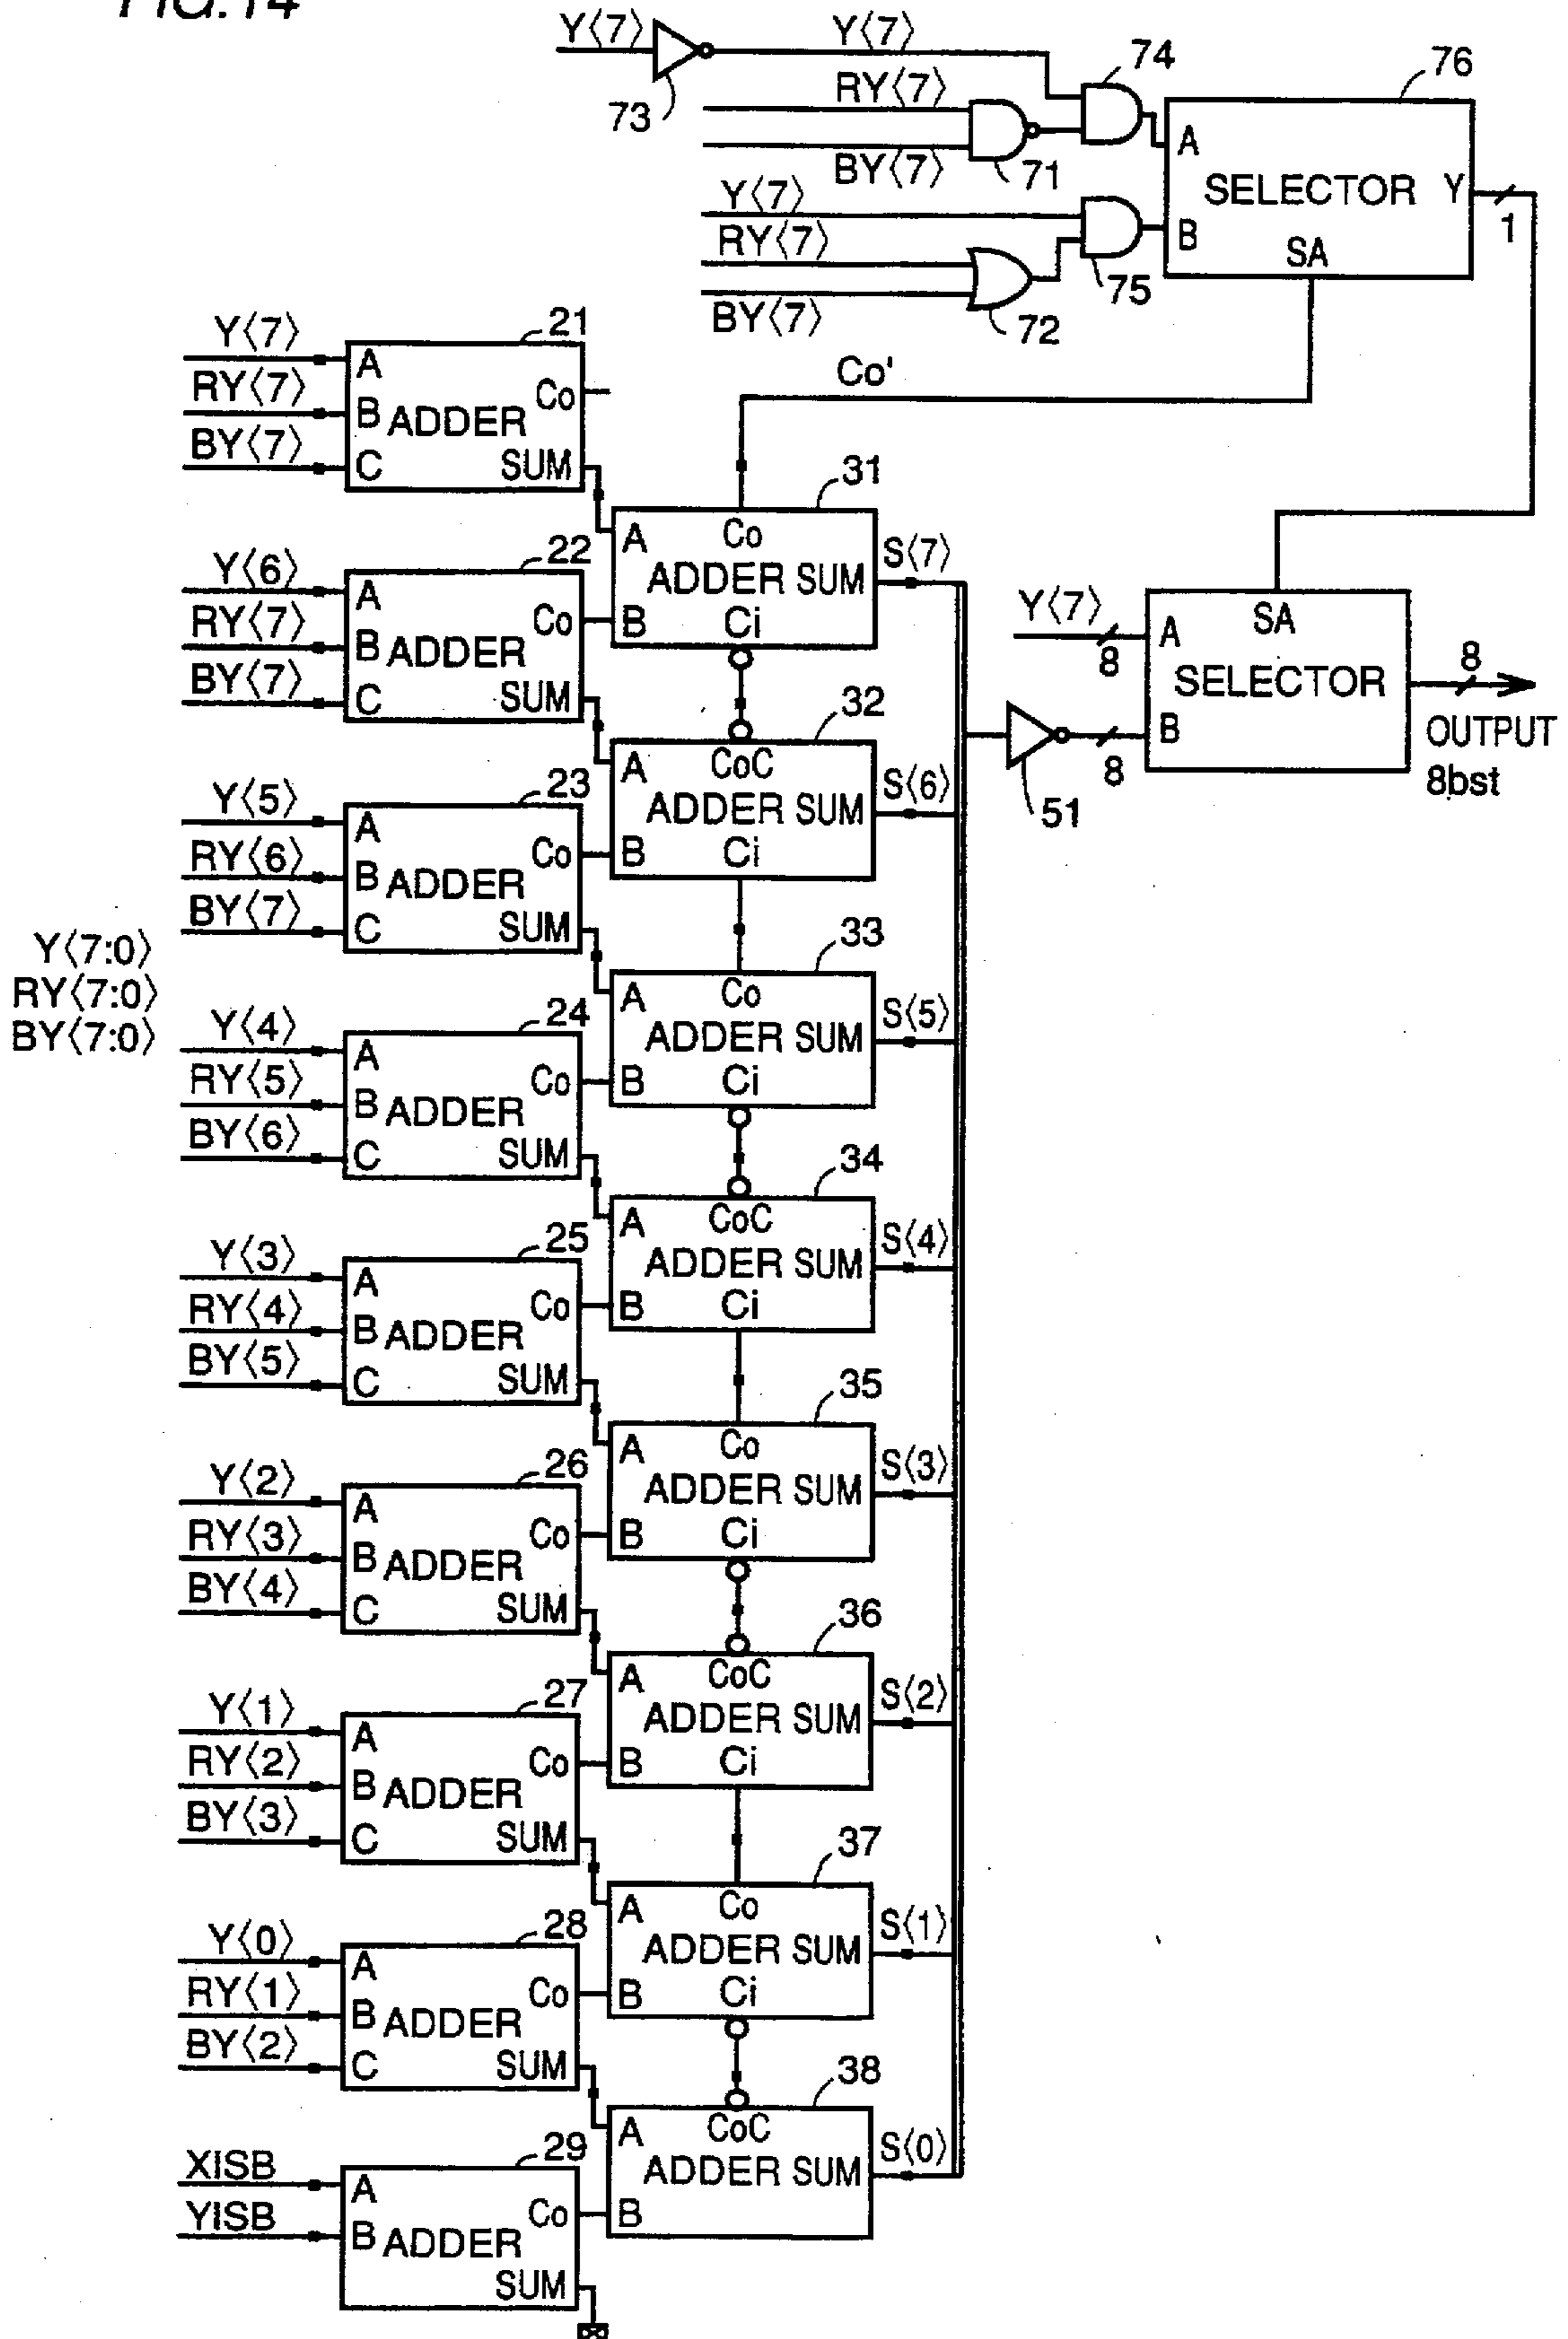 FIG.14
Y⟨7⟩
Y⟨7⟩
74
76
73
RY⟨7⟩
BY⟨7⟩
71
A
SELECTOR
Y
1
B
SA
Y⟨7⟩
RY⟨7⟩
BY⟨7⟩
72
75
Co'
Y⟨7⟩
RY⟨7⟩
BY⟨7⟩
21
A
B ADDER
C
Co
SUM
31
A
Co
ADDER SUM
B
Ci
S⟨7⟩
Y⟨6⟩
RY⟨7⟩
BY⟨7⟩
22
A
B ADDER
C
Co
SUM
32
A
CoC
ADDER SUM
B
Ci
S⟨6⟩
Y⟨7⟩
8
A
SA
SELECTOR
B
8
OUTPUT
8bst
51
8
Y⟨5⟩
RY⟨6⟩
BY⟨7⟩
23
A
B ADDER
C
Co
SUM
33
A
Co
ADDER SUM
B
Ci
S⟨5⟩
Y⟨7:0⟩
RY⟨7:0⟩
BY⟨7:0⟩
Y⟨4⟩
RY⟨5⟩
BY⟨6⟩
24
A
B ADDER
C
Co
SUM
34
A
CoC
ADDER SUM
B
Ci
S⟨4⟩
Y⟨3⟩
RY⟨4⟩
BY⟨5⟩
25
A
B ADDER
C
Co
SUM
35
A
Co
ADDER SUM
B
Ci
S⟨3⟩
Y⟨2⟩
RY⟨3⟩
BY⟨4⟩
26
A
B ADDER
C
Co
SUM
36
A
CoC
ADDER SUM
B
Ci
S⟨2⟩
Y⟨1⟩
RY⟨2⟩
BY⟨3⟩
27
A
B ADDER
C
Co
SUM
37
A
Co
ADDER SUM
B
Ci
S⟨1⟩
Y⟨0⟩
RY⟨1⟩
BY⟨2⟩
28
A
B ADDER
C
Co
SUM
38
A
CoC
ADDER SUM
B
S⟨0⟩
XISB
YISB
29
A
B ADDER
Co
SUM